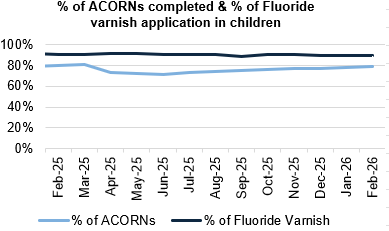 % of ACORNs completed & % of Fluoride
varnish application in children
100%
80%
60%
40%
20%
0%
Feb-25
Mar-25
Apr-25
May-25
Jun-25
Jul-25
Aug-25
Sep-25
Oct-25
Nov-25
Dec-25
Jan-26
Feb-26
% of ACORNs
% of Fluoride Varnish